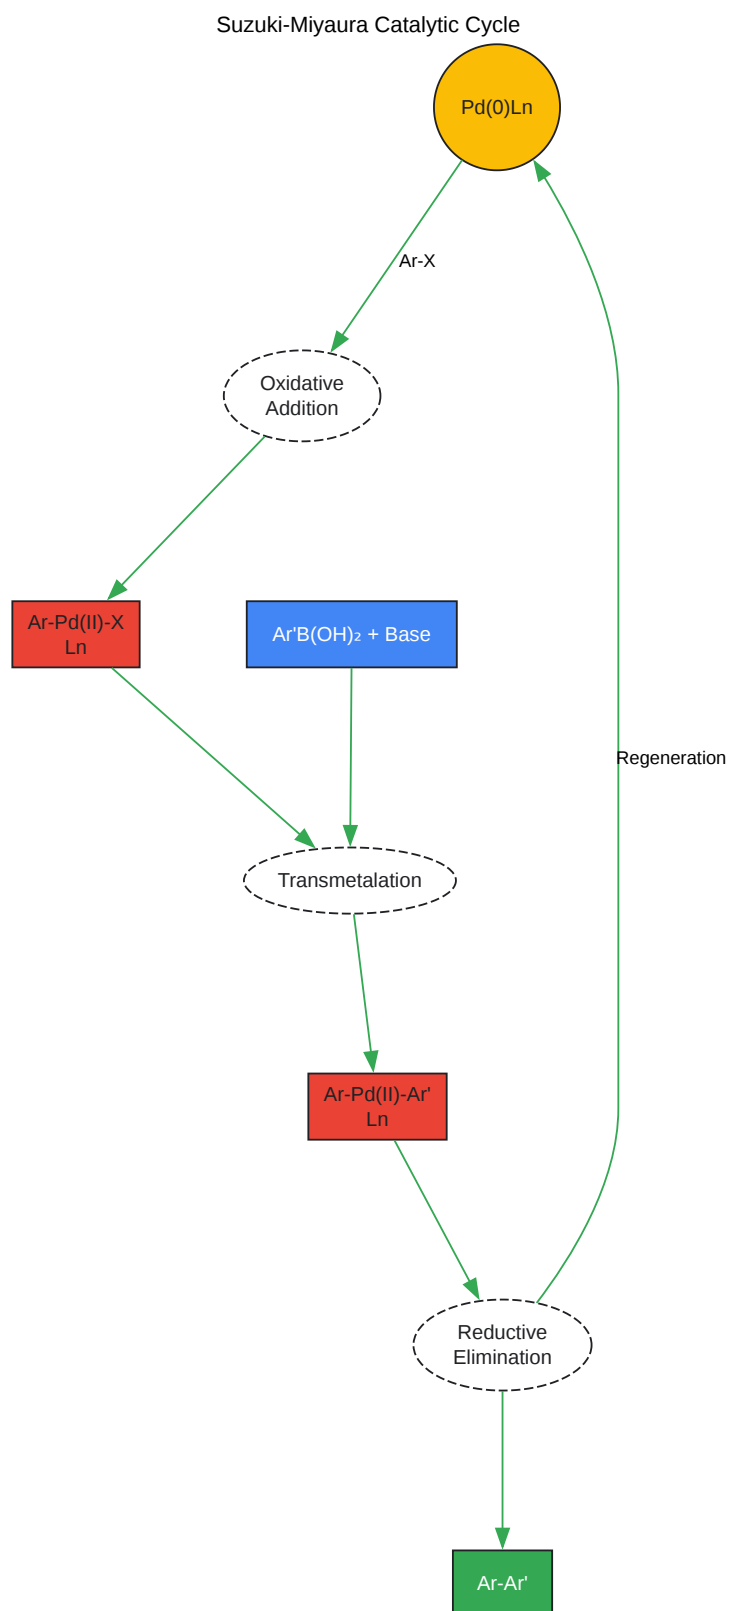 Suzuki-Miyaura Catalytic Cycle
Pd(0)Ln
Ar-X
Oxidative
Addition
Ar-Pd(II)-X
Ln
Ar'B(OH)₂ + Base
Regeneration
Transmetalation
Ar-Pd(II)-Ar'
Ln
Reductive
Elimination
Ar-Ar'